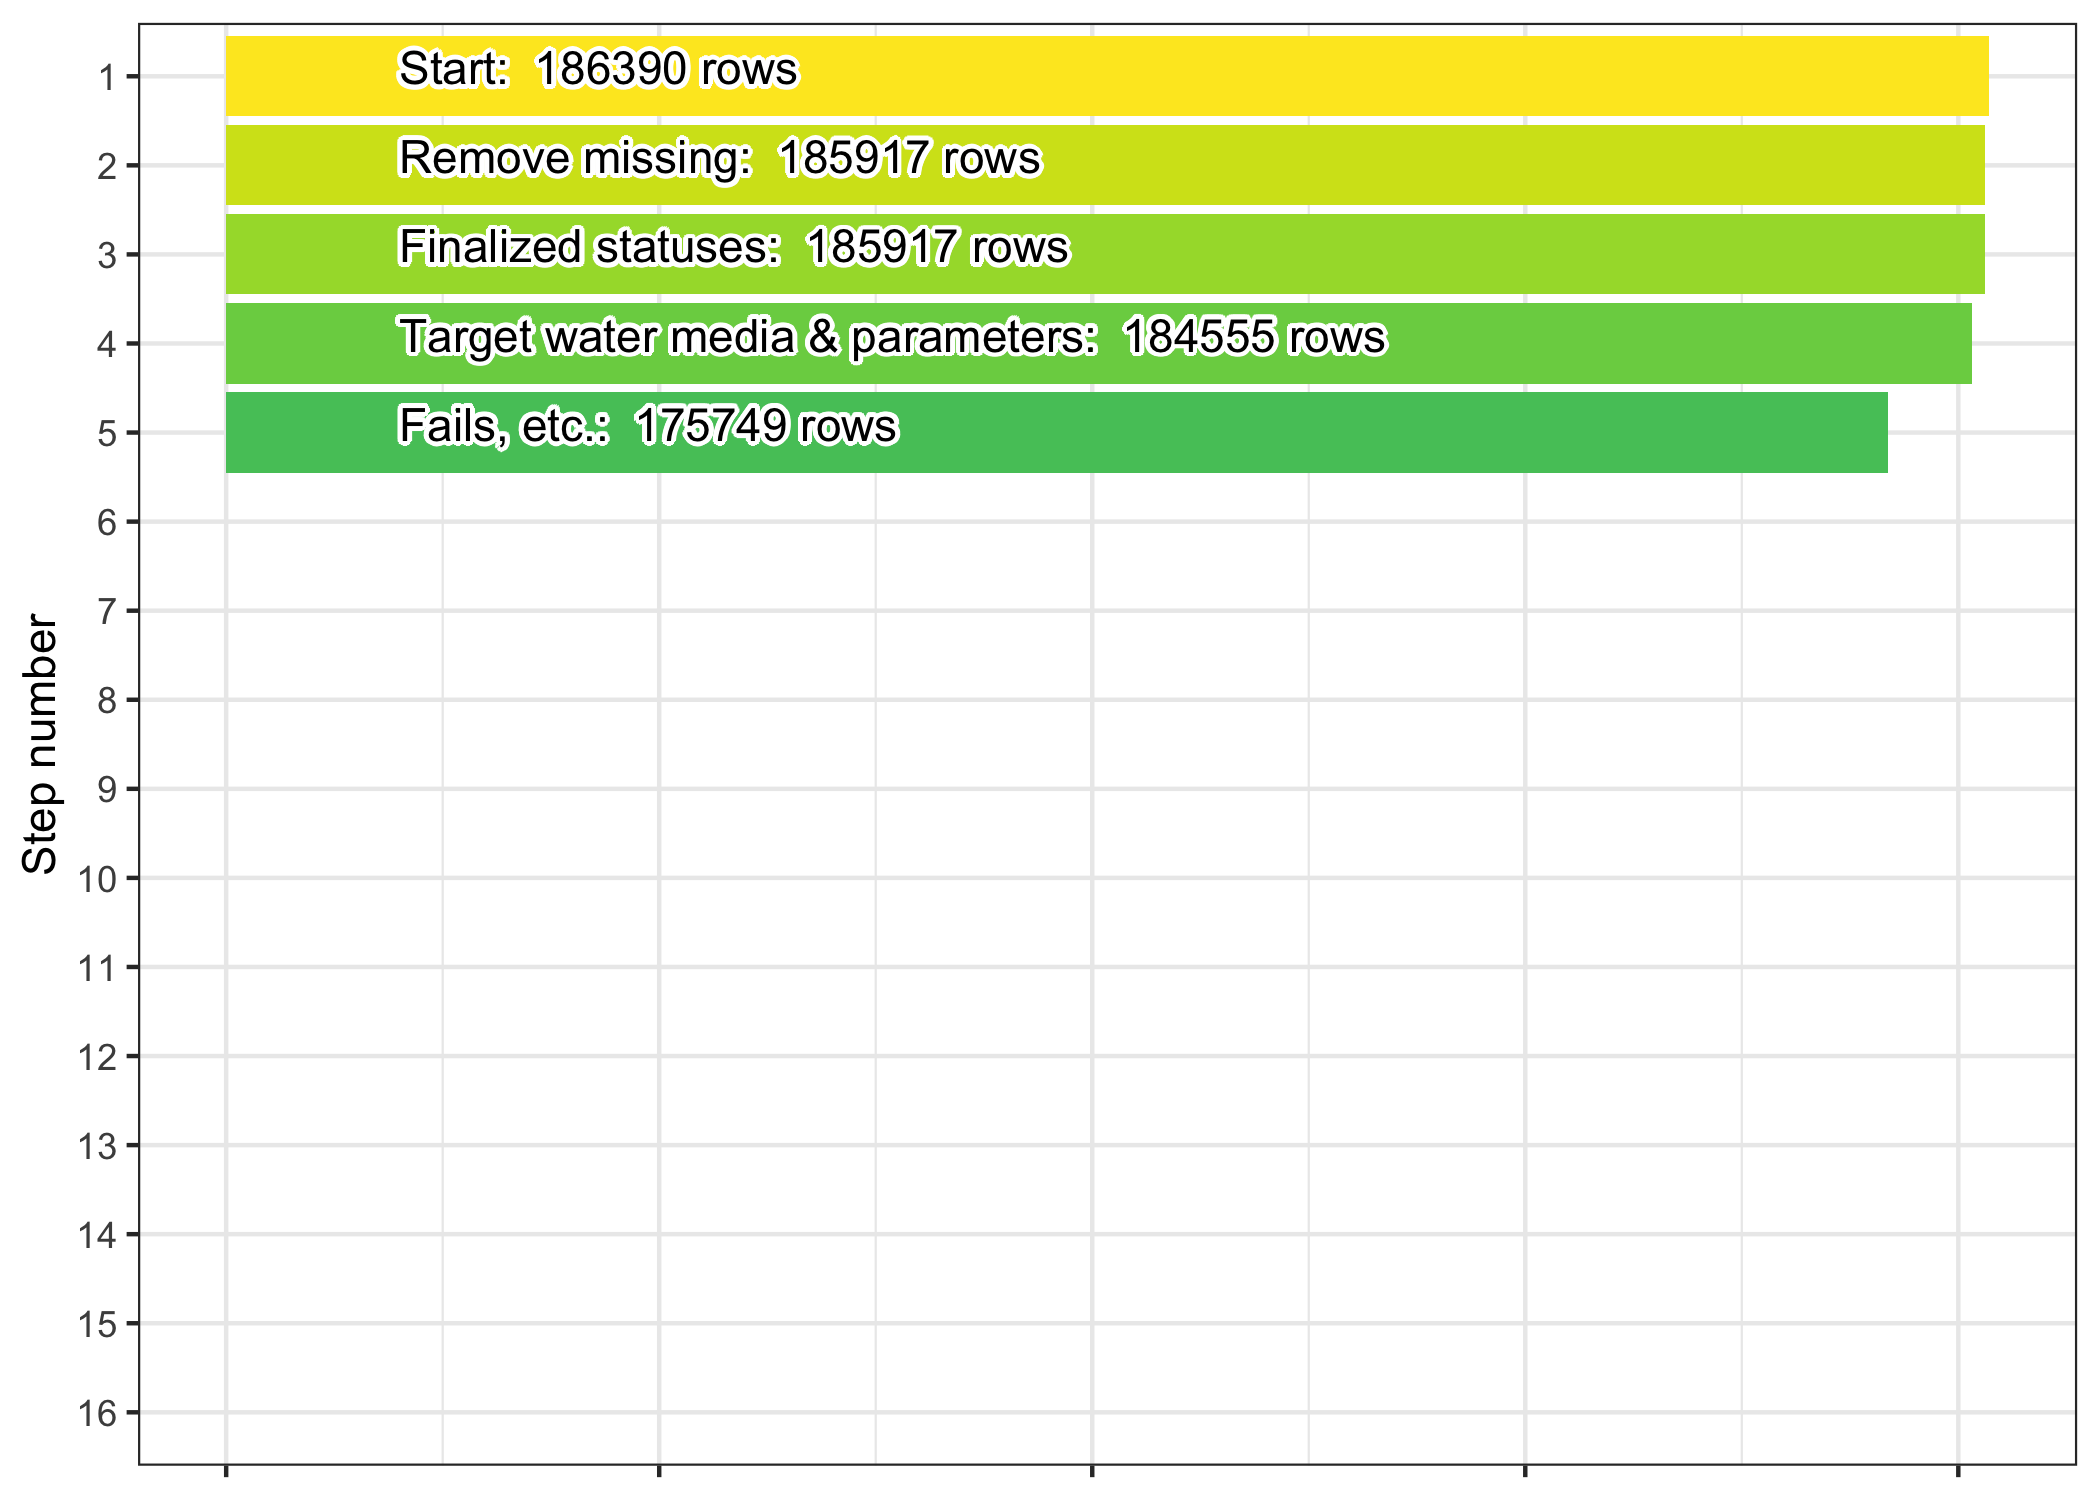 1
Start:  186390 rows
2
Remove missing:  185917 rows
3
Finalized statuses:  185917 rows
4
Target water media & parameters:  184555 rows
5
Fails, etc.:  175749 rows
6
7
8
9
10
11
12
13
14
15
16
Step number